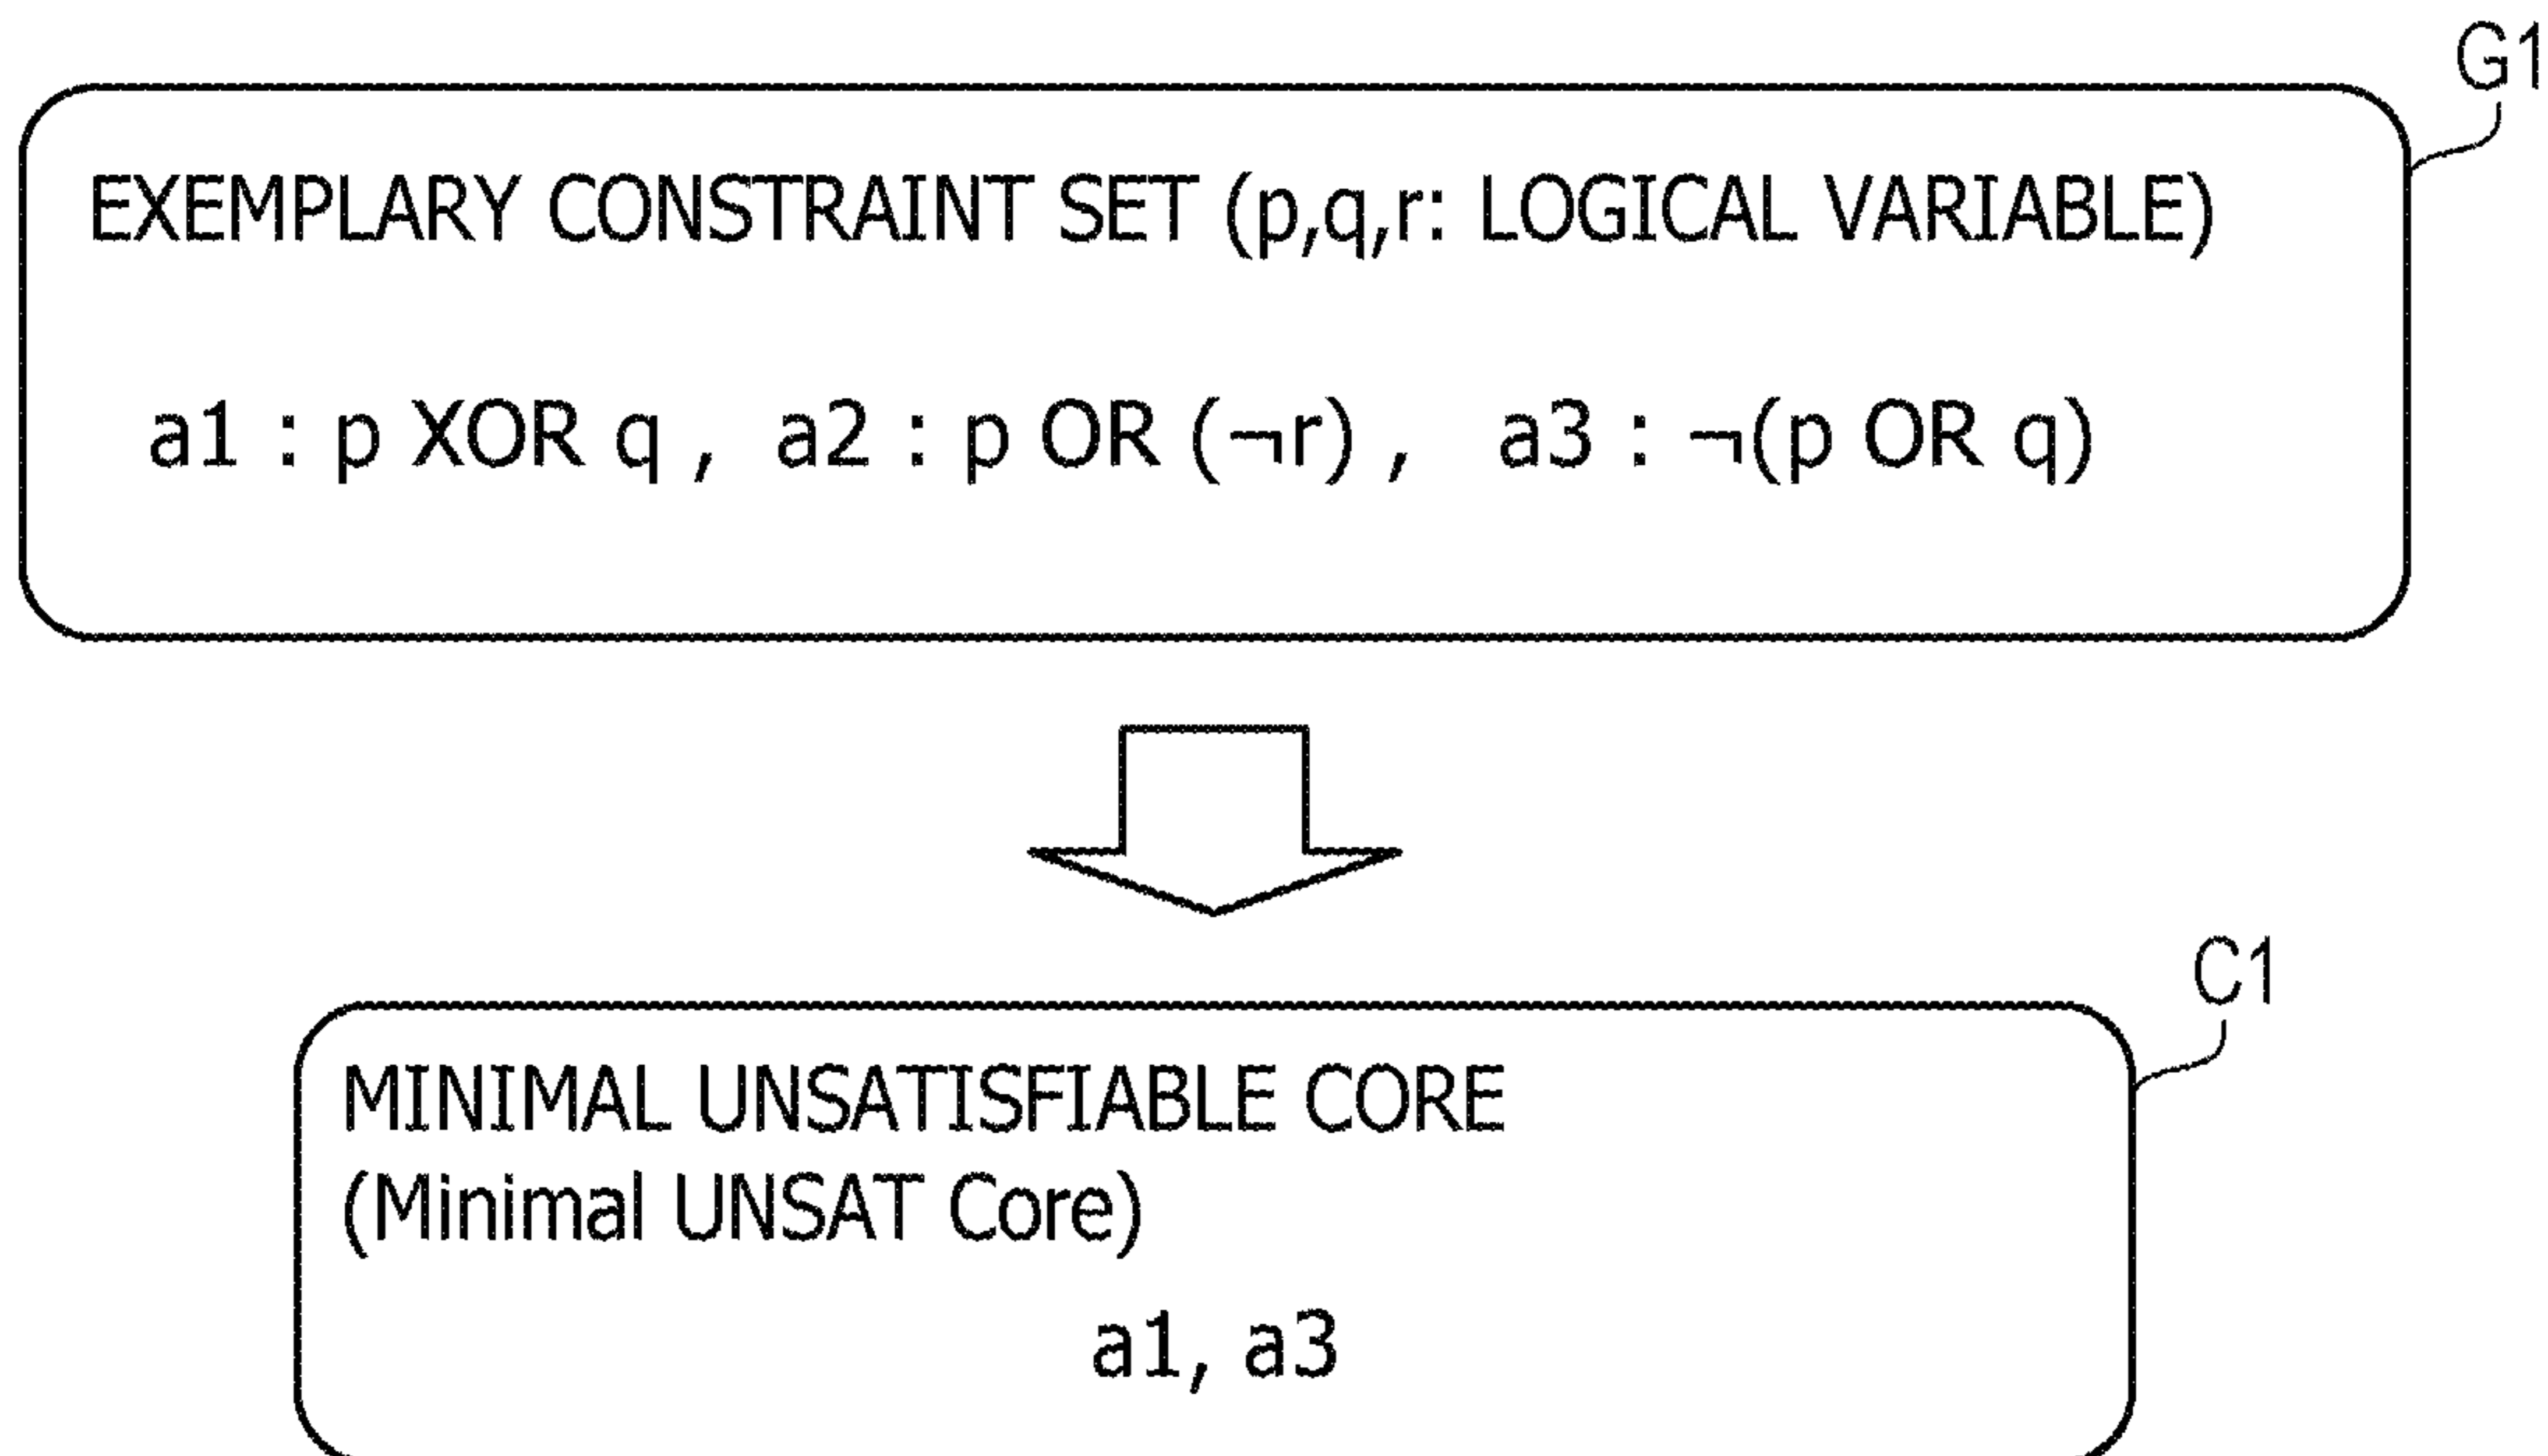 G1
EXEMPLARY CONSTRAINT SET (p,q,r: LOGICAL VARIABLE)
a1 : p XOR q , a2 : p OR (¬r) , a3 : ¬(p OR q)
C1
MINIMAL UNSATISFIABLE CORE
(Minimal UNSAT Core)
a1, a3